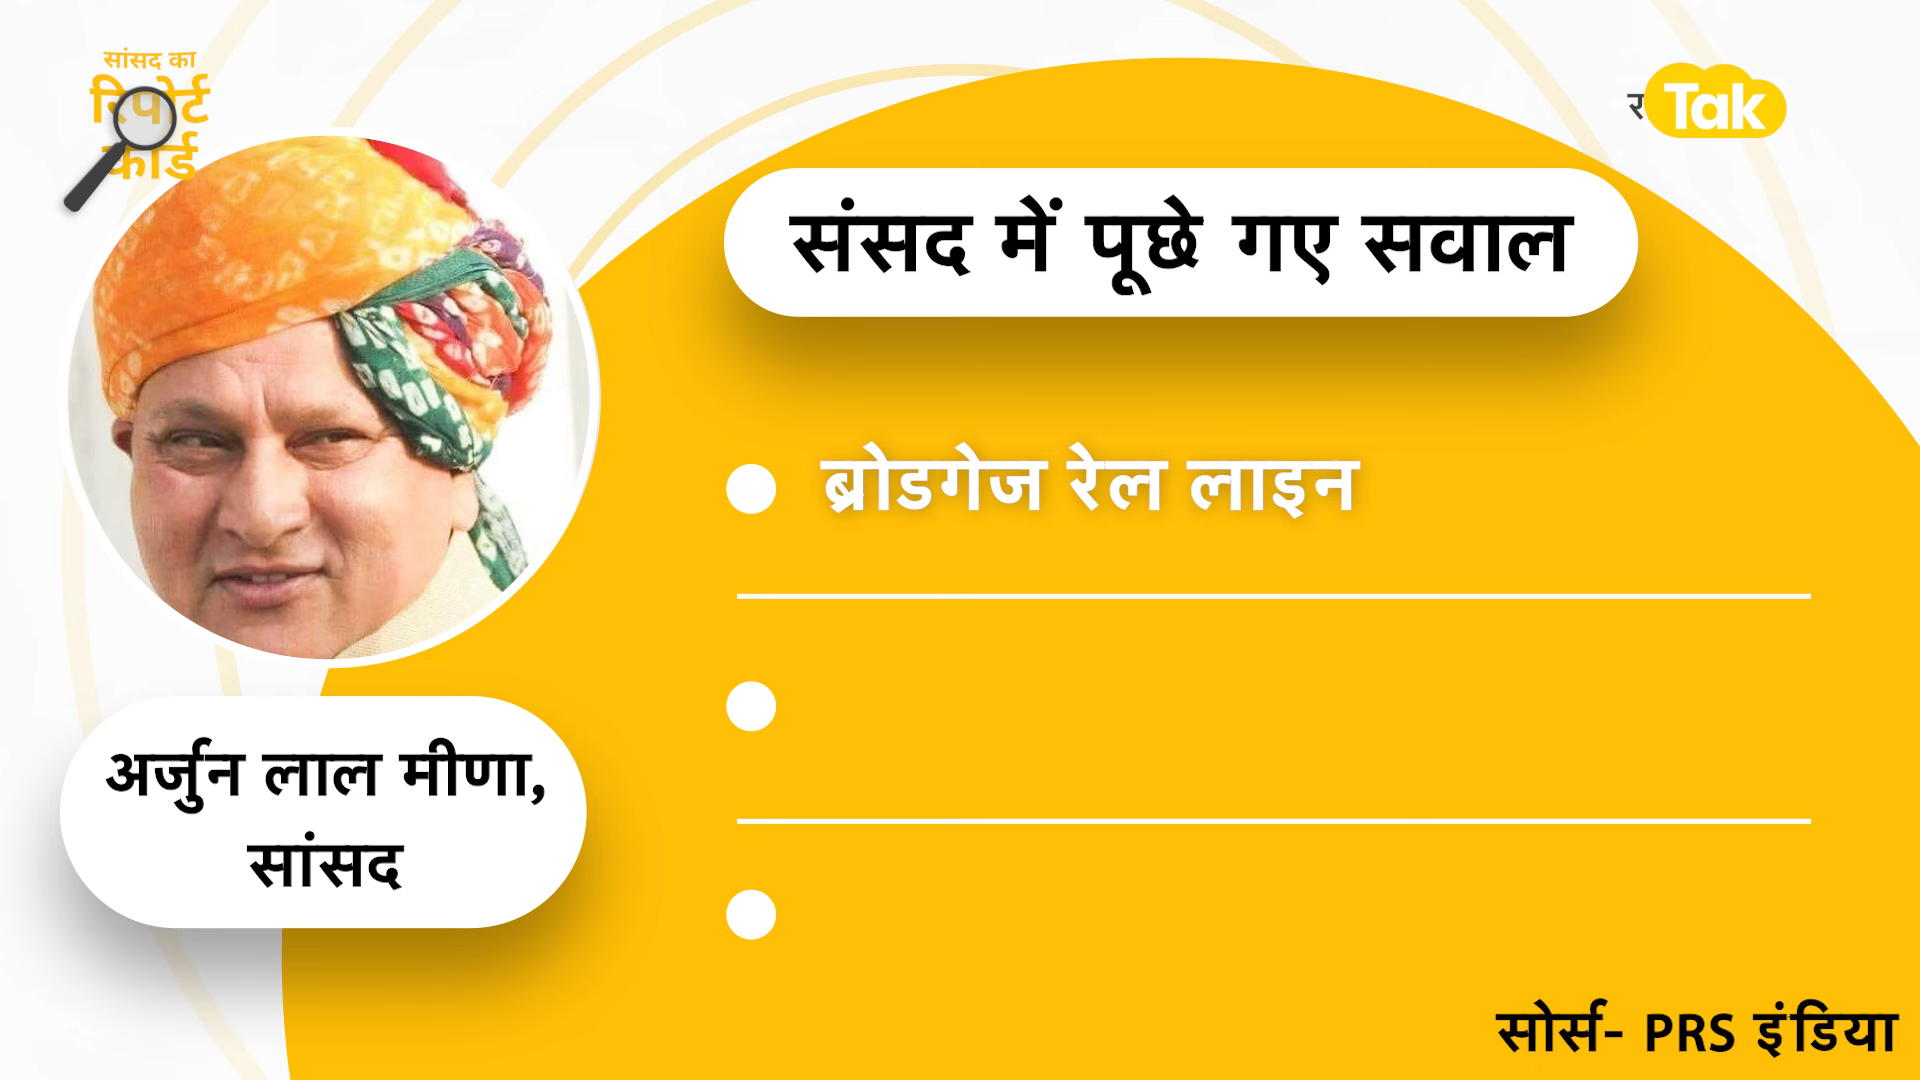 सांसद का
रिपोर्ट
कार्ड
Tak
संसद में पूछे गए सवाल
ब्रोडगेज रेल लाइन
अर्जुन लाल मीणा,
सांसद
सोर्स- PRS इंडिया